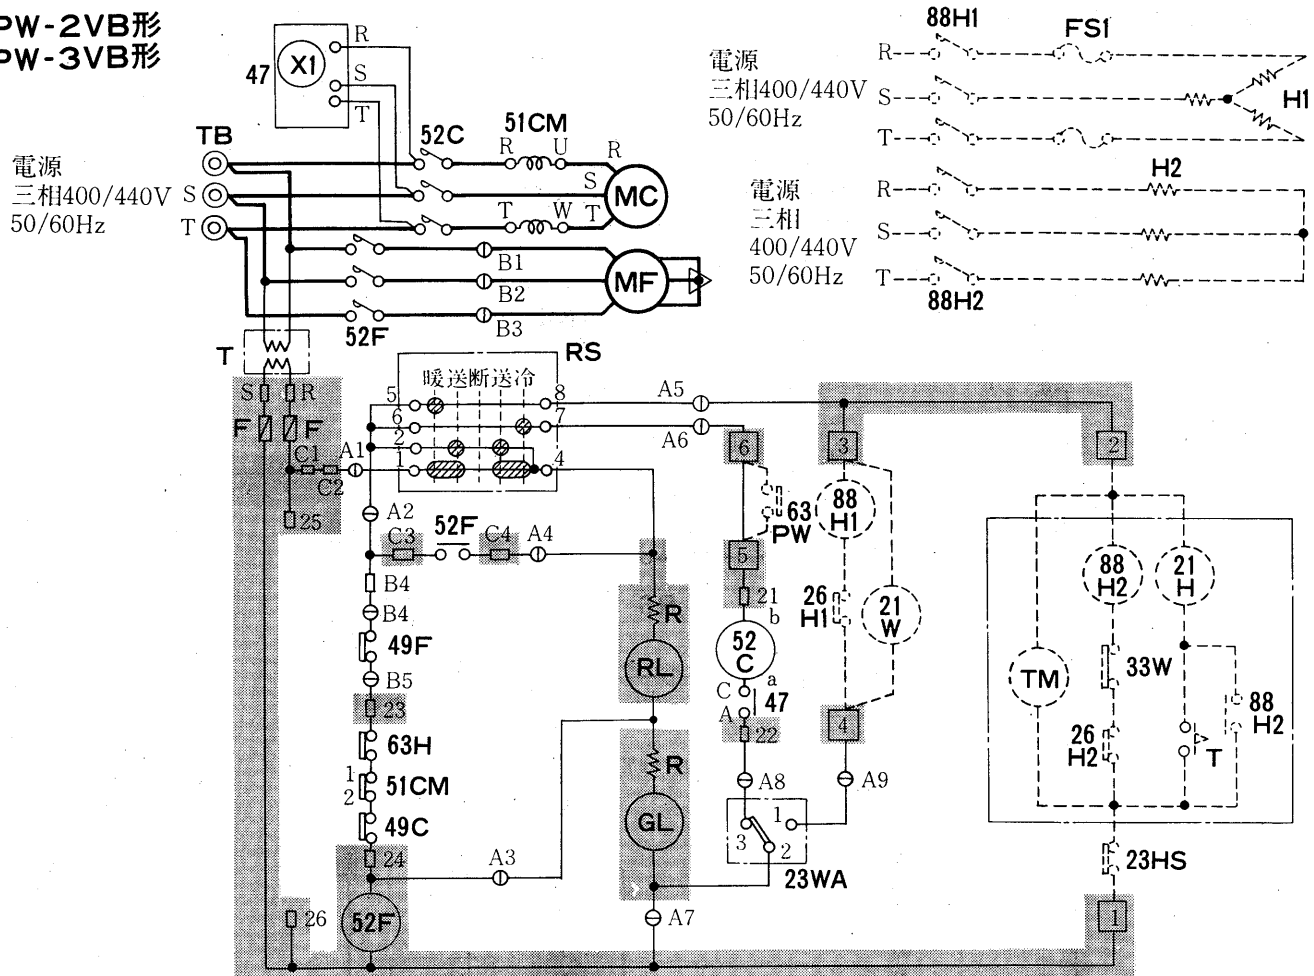 PW-2VB形
PW-3VB形
47
X1
R
S
T
TB
電源
三相400/440V
50/60Hz
S
T
52C
51CM
R
U
R
S
T
T
W
MC
B1
B2
B3
MF
52F
T
電源
三相400/440V
50/60Hz
R
S
T
88H1
FS1
H1
電源
三相
400/440V
50/60Hz
R
S
T
H2
88H2
RS
暖送断送冷
5
6
2
1
8
7
4
S
R
F
F
C1
C2
A1
25
A5
A6
A2
C3
52F
C4
A4
B4
B4
49F
B5
23
63H
1
2
51CM
49C
24
A3
52F
26
R
RL
R
GL
A7
6
63
PW
5
21
b
52
C
a
C
A
47
22
A8
3
1
2
23WA
3
88
H1
26
H1
21
W
4
A9
2
TM
88
H2
21
H
33W
26
H2
T
88
H2
23HS
1